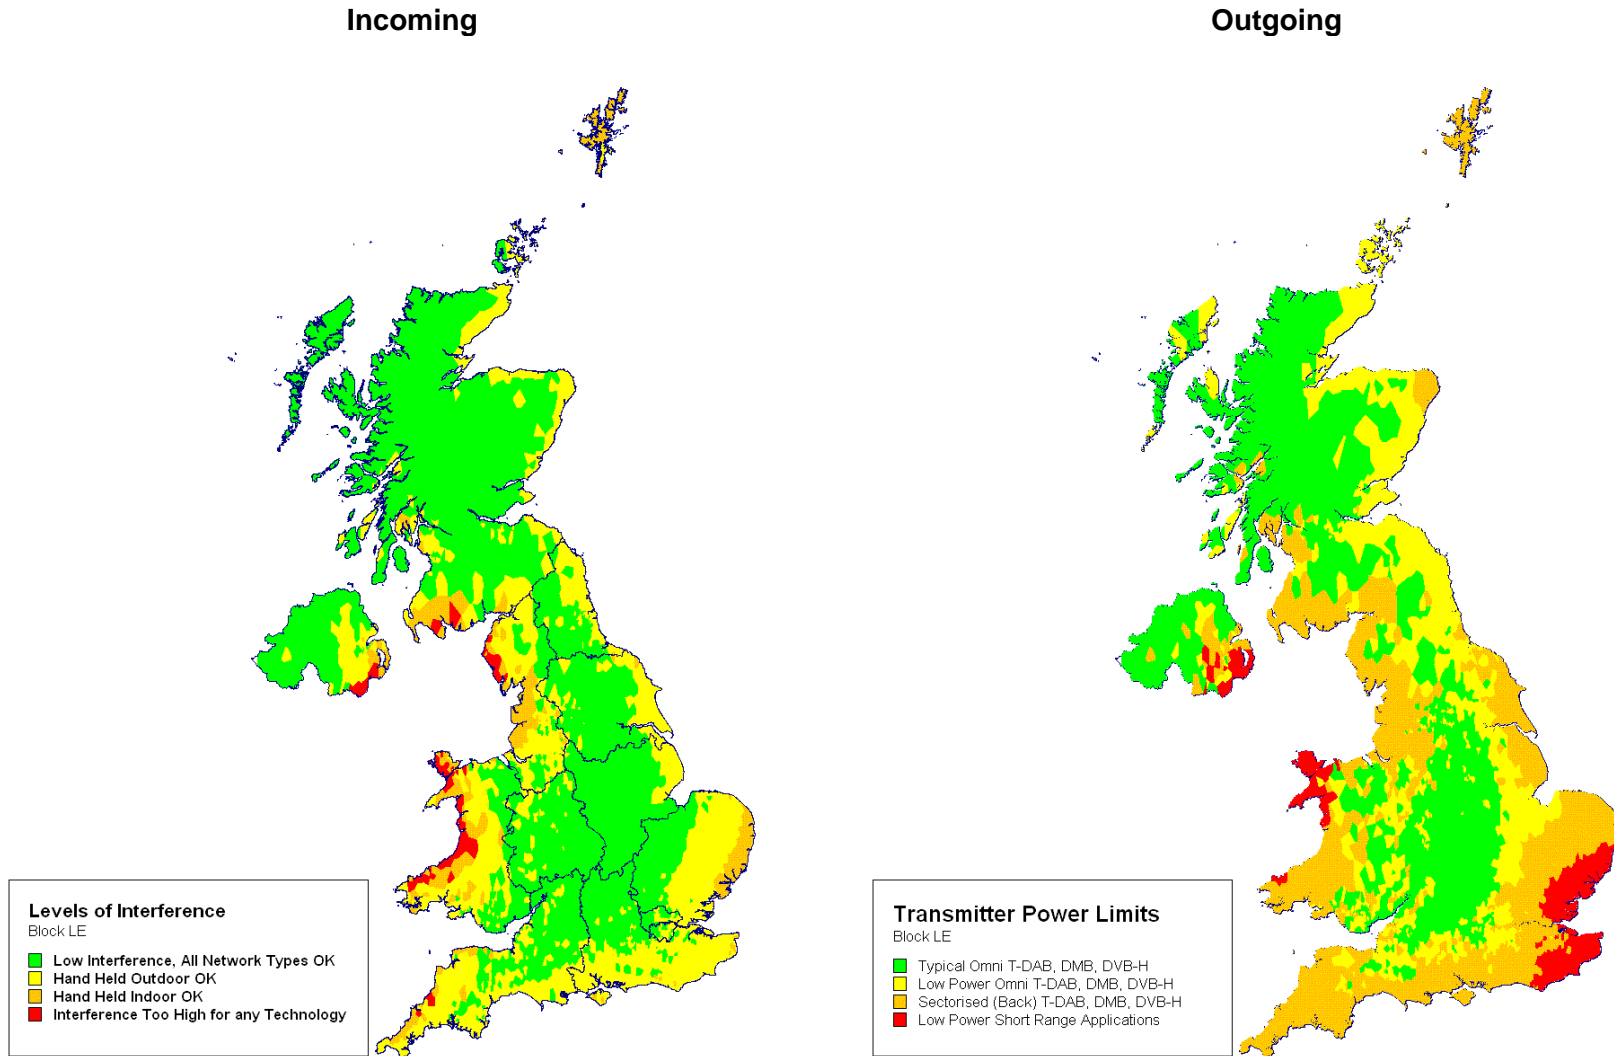 Incoming
Outgoing
Levels of Interference
Block LE
Low Interference, All Network Types OK
Hand Held Outdoor OK
Hand Held Indoor OK
Interference Too High for any Technology
Transmitter Power Limits
Block LE
Typical Omni T-DAB, DMB, DVB-H
Low Power Omni T-DAB, DMB, DVB-H
Sectorised (Back) T-DAB, DMB, DVB-H
Low Power Short Range Applications